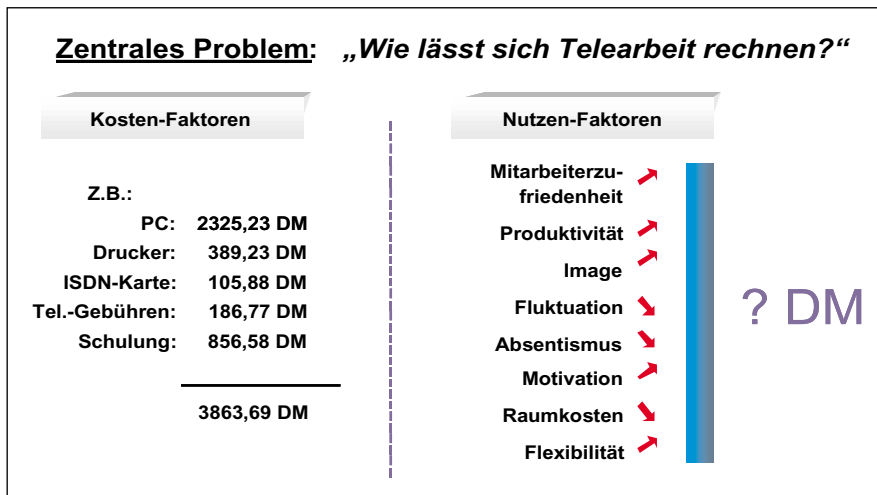 Zentrales Problem: „Wie lässt sich Telearbeit rechnen?“
Kosten-Faktoren
Z.B.:
PC: 2325,23 DM
Drucker: 389,23 DM
ISDN-Karte: 105,88 DM
Tel.-Gebühren: 186,77 DM
Schulung: 856,58 DM
3863,69 DM
Nutzen-Faktoren
Mitarbeiterzu-
friedenheit
Produktivität
Image
Fluktuation
Absentismus
Motivation
Raumkosten
Flexibilität
? DM